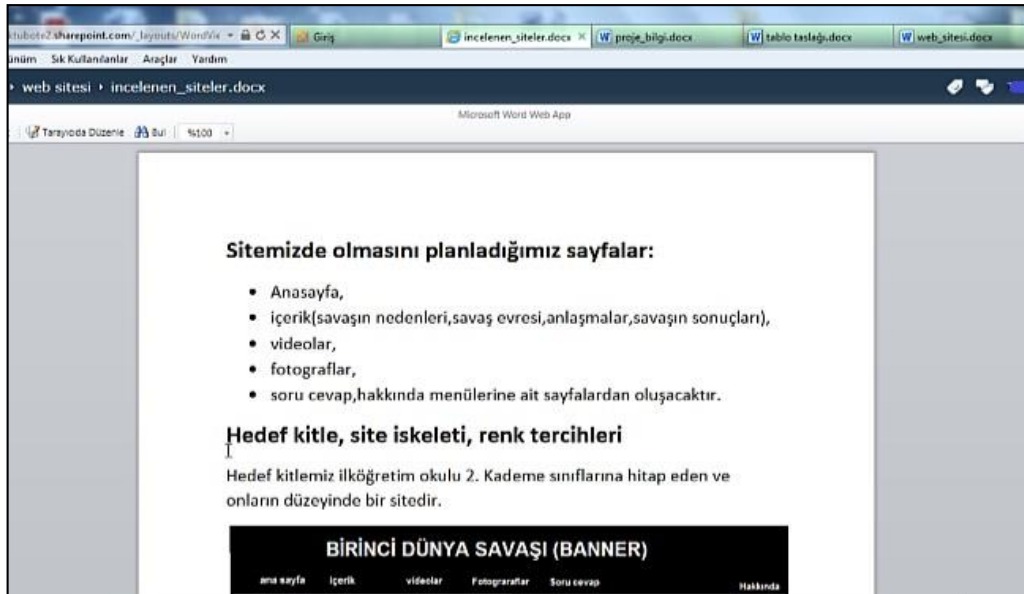 ktubote2.sharepoint.com/_layouts/WordVie
Giriş
incelenen_siteler.docx
proje_bilgi.docx
tablo taslağı.docx
web_sitesi.docx
ünüm Sık Kullanılanlar Araçlar Yardım
web sitesi › incelenen_siteler.docx
Microsoft Word Web App
Tarayıcıda Düzenle Bul %100
Sitemizde olmasını planladığımız sayfalar:
• Anasayfa,
• içerik(savaşın nedenleri,savaş evresi,anlaşmalar,savaşın sonuçları),
• videolar,
• fotograflar,
• soru cevap,hakkında menülerine ait sayfalardan oluşacaktır.
Hedef kitle, site iskeleti, renk tercihleri
Hedef kitlemiz ilköğretim okulu 2. Kademe sınıflarına hitap eden ve
onların düzeyinde bir sitedir.
BİRİNCİ DÜNYA SAVAŞI (BANNER)
ana sayfa içerik videolar Fotograraflar Soru cevap Hakkında